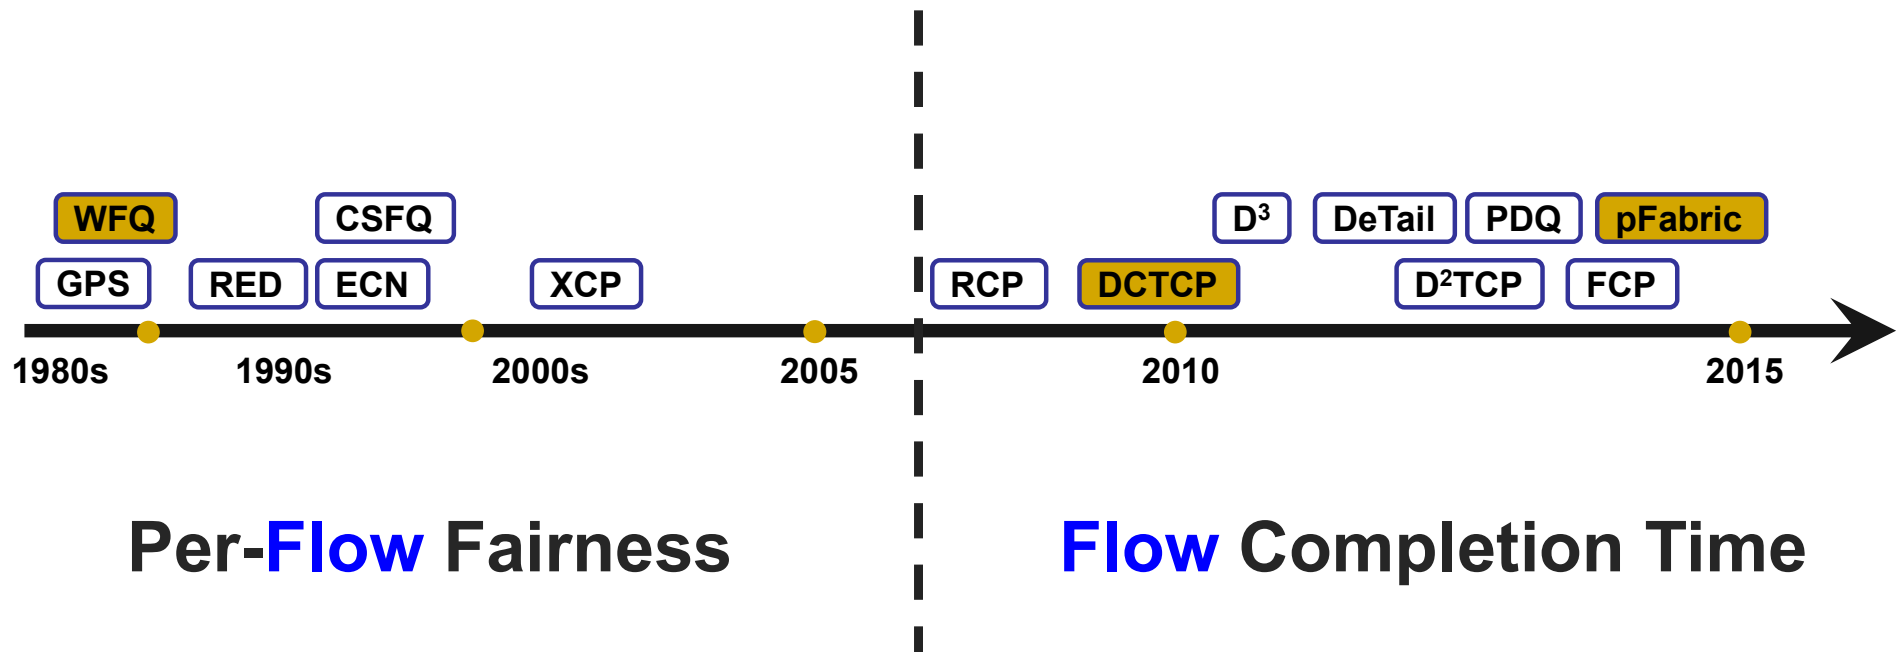 WFQ CSFQ D³ DeTail PDQ pFabric
GPS RED ECN XCP RCP DCTCP D²TCP FCP
1980s 1990s 2000s 2005 2010 2015
Per-Flow Fairness Flow Completion Time